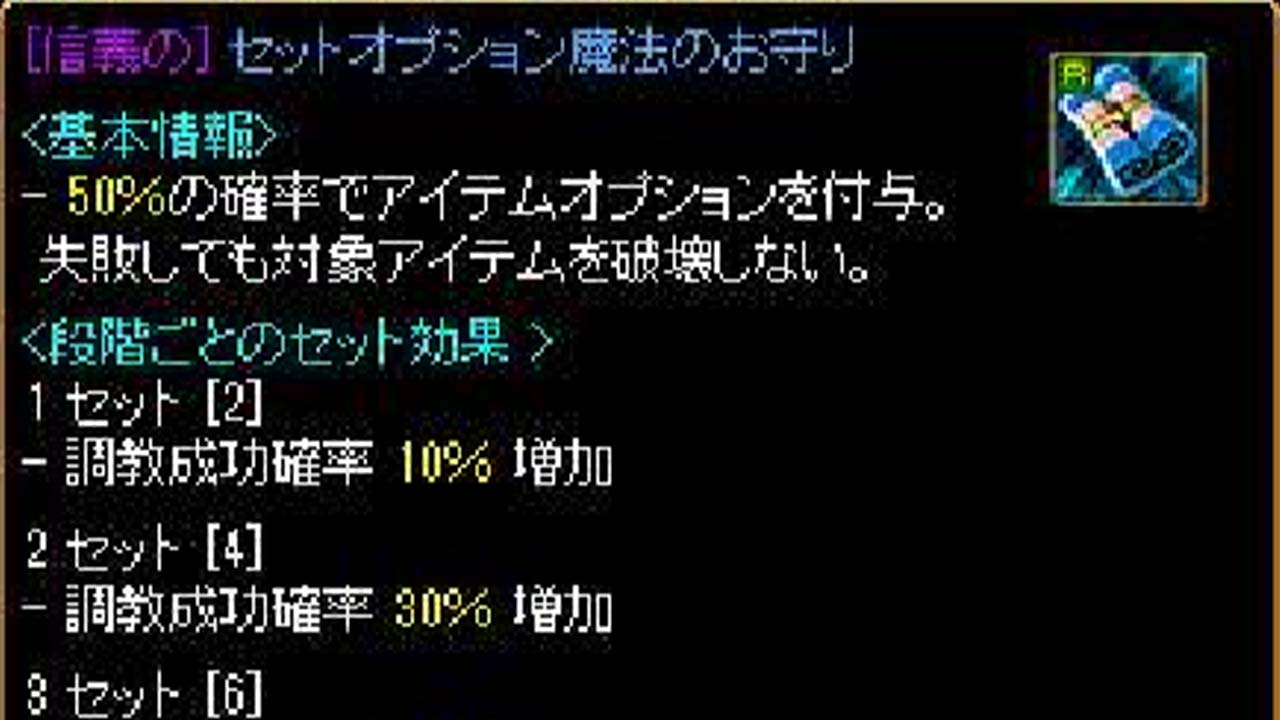 [信義の] セットオプション魔法のお守り
R
<基本情報>
- 50%の確率でアイテムオプションを付与。
失敗しても対象アイテムを破壊しない。
<段階ごとのセット効果 >
1 セット [2]
- 調教成功確率 10% 増加
2 セット [4]
- 調教成功確率 30% 増加
3 セット [6]